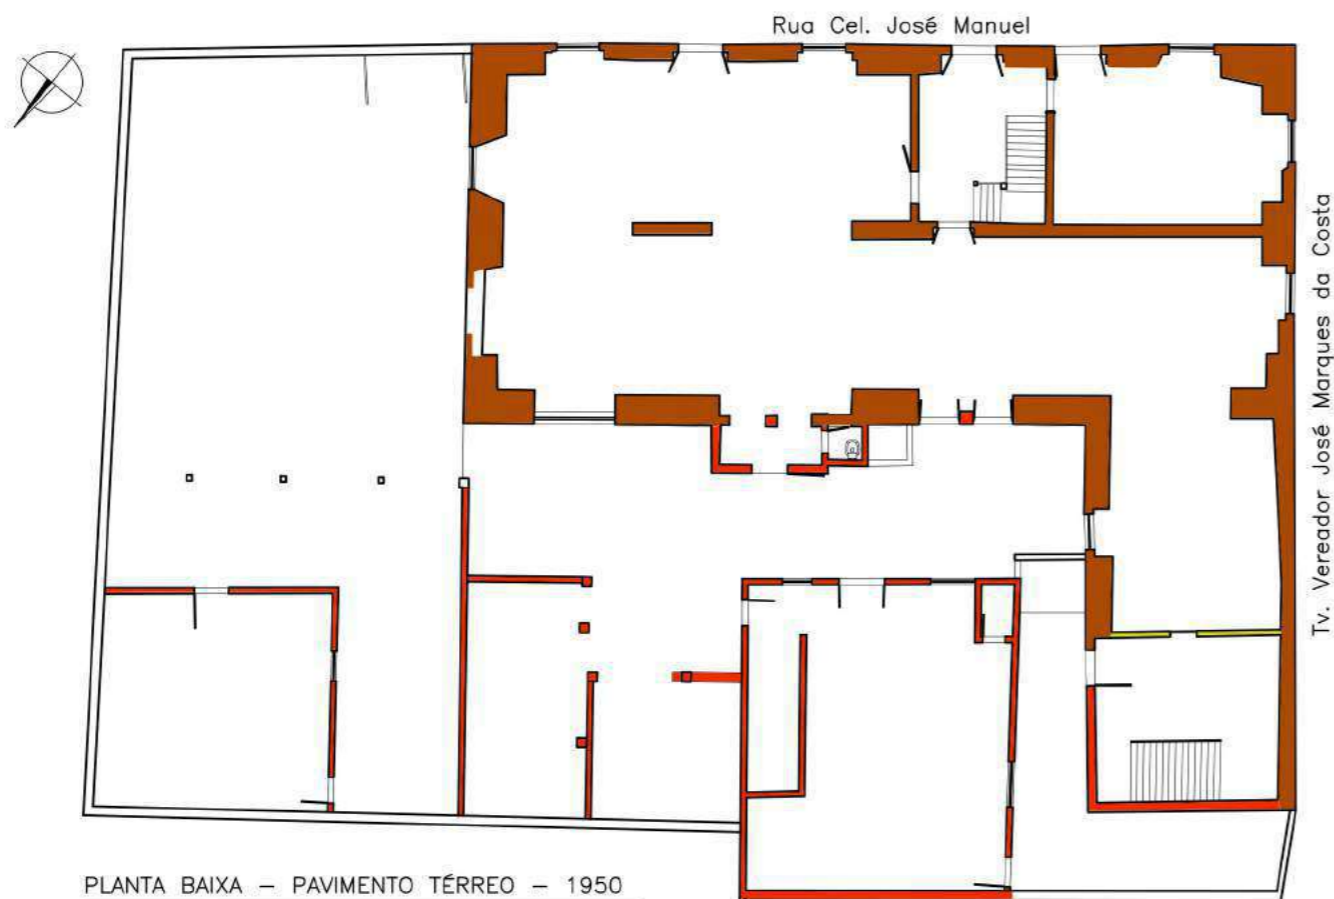 Rua Cel. José Manuel
Tv. Vereador José Marques da Costa
PLANTA BAIXA – PAVIMENTO TÉRREO – 1950